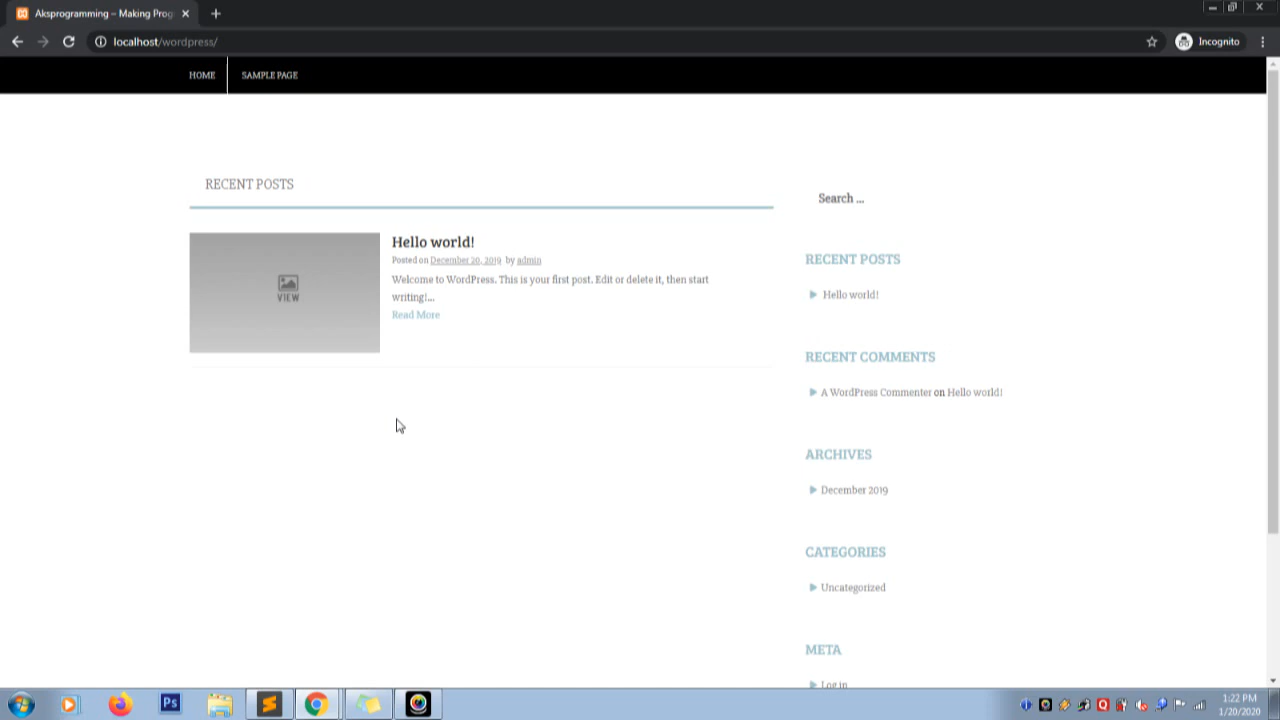 Aksprogramming – Making Prog
localhost/wordpress/
Incognito
HOME
SAMPLE PAGE
RECENT POSTS
VIEW
Hello world!
Posted on December 20, 2019 by admin
Welcome to WordPress. This is your first post. Edit or delete it, then start
writing!...
Read More
Search ...
RECENT POSTS
Hello world!
RECENT COMMENTS
A WordPress Commenter on Hello world!
ARCHIVES
December 2019
CATEGORIES
Uncategorized
META
Log in
Ps
1:22 PM
1/20/2020